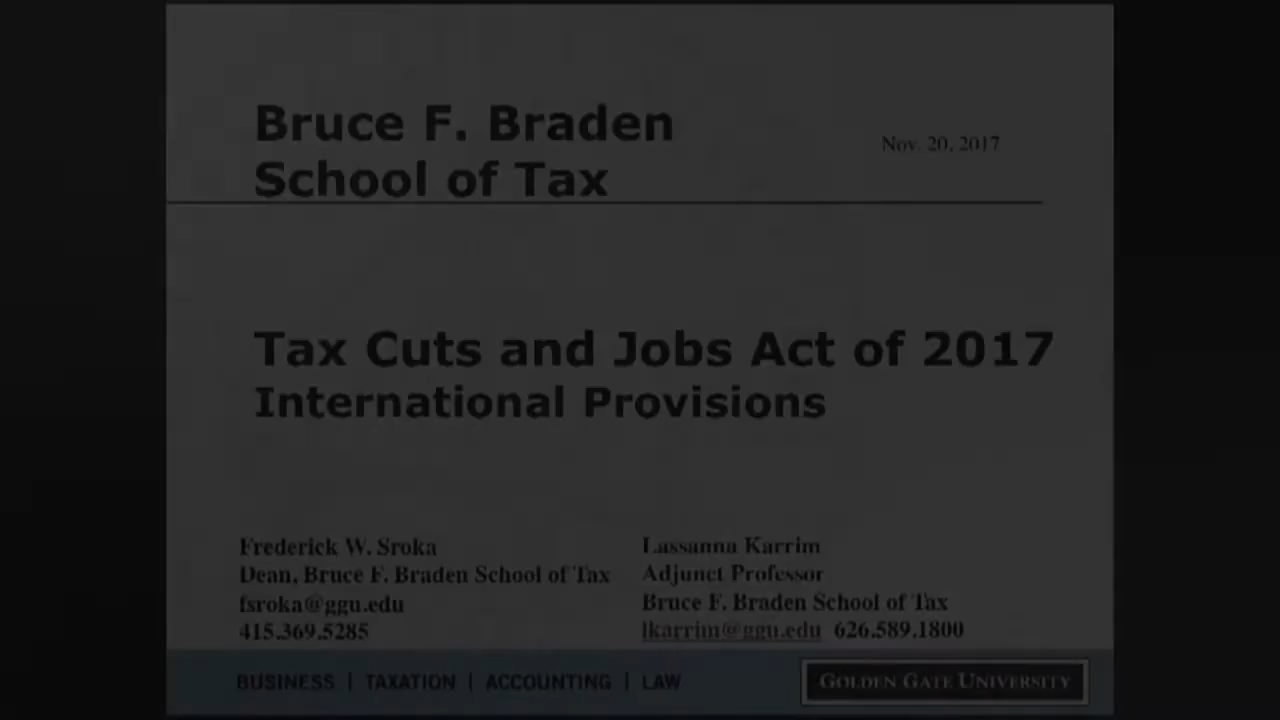 Bruce F. Braden
School of Tax
Nov. 20, 2017
Tax Cuts and Jobs Act of 2017
International Provisions
Frederick W. Sroka
Dean, Bruce F. Braden School of Tax
fsroka@ggu.edu
415.369.5285
Lassanna Karrim
Adjunct Professor
Bruce F. Braden School of Tax
lkarrim@ggu.edu 626.589.1800
BUSINESS | TAXATION | ACCOUNTING | LAW
GOLDEN GATE UNIVERSITY